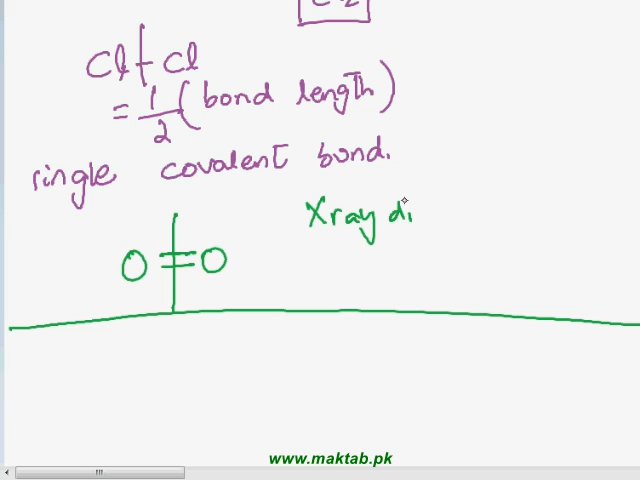 Cl-Cl
= 1/2 (bond length)
single covalent bond.
Xray di
O=O
www.maktab.pk